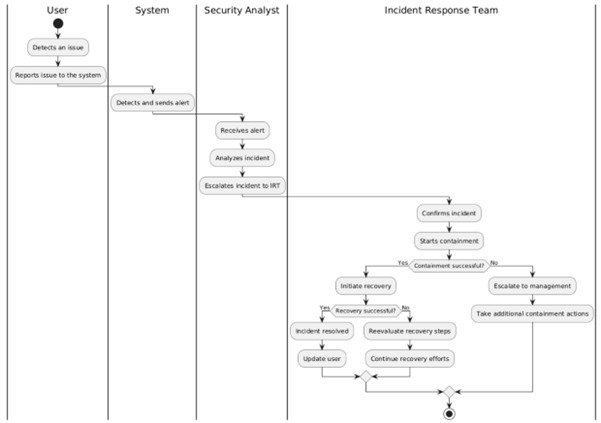 User
System
Security Analyst
Incident Response Team
Detects an issue
Reports issue to the system
Detects and sends alert
Receives alert
Analyzes incident
Escalates incident to IRT
Confirms incident
Starts containment
Yes
Containment successful?
No
Initiate recovery
Escalate to management
Yes
Recovery successful?
No
Take additional containment actions
Incident resolved
Reevaluate recovery steps
Update user
Continue recovery efforts